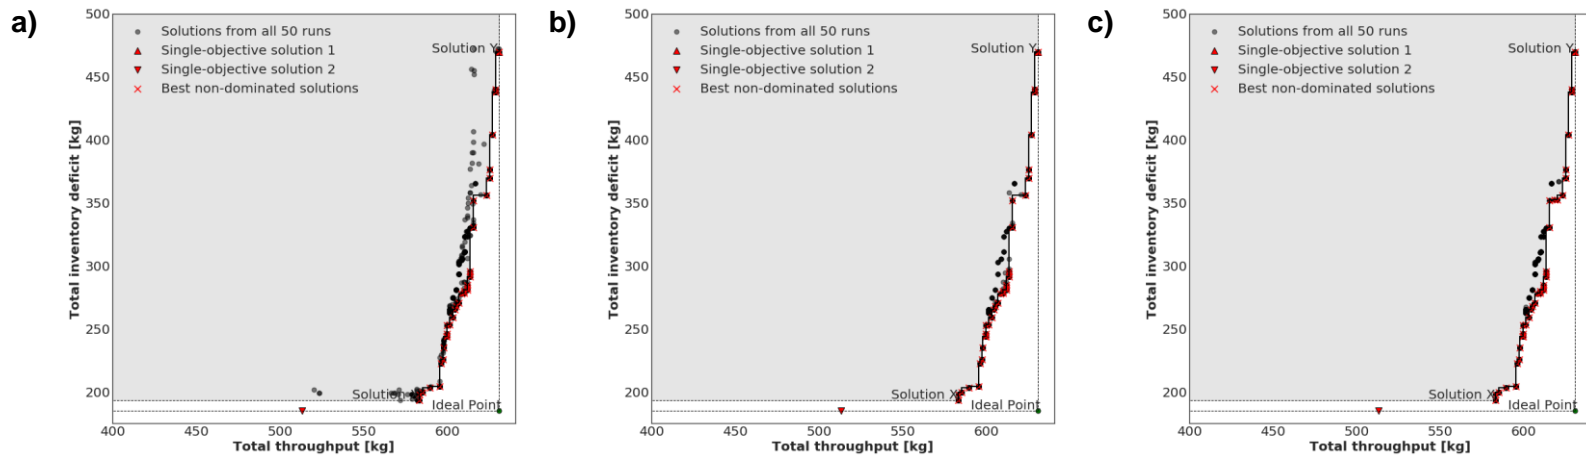 a)
500
450
400
350
300
250
200
Total inventory deficit [kg]
Solutions from all 50 runs
Single-objective solution 1
Single-objective solution 2
Best non-dominated solutions
Solution Y
Solution
Ideal Point
400 450 500 550 600
Total throughput [kg]
b)
500
450
400
350
300
250
200
Total inventory deficit [kg]
Solutions from all 50 runs
Single-objective solution 1
Single-objective solution 2
Best non-dominated solutions
Solution Y
Solution X
Ideal Point
400 450 500 550 600
Total throughput [kg]
c)
500
450
400
350
300
250
200
Total inventory deficit [kg]
Solutions from all 50 runs
Single-objective solution 1
Single-objective solution 2
Best non-dominated solutions
Solution Y
Solution X
Ideal Point
400 450 500 550 600
Total throughput [kg]